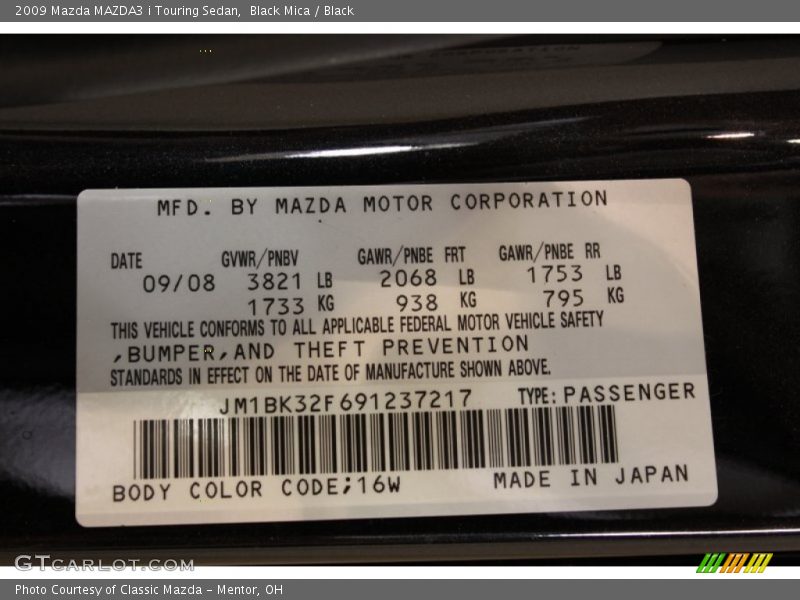 2009 Mazda MAZDA3 i Touring Sedan, Black Mica / Black
MFD. BY MAZDA MOTOR CORPORATION
DATE GVWR/PNBV GAWR/PNBE FRT GAWR/PNBE RR
09/08 3821 LB 2068 LB 1753 LB
1733 KG 938 KG 795 KG
THIS VEHICLE CONFORMS TO ALL APPLICABLE FEDERAL MOTOR VEHICLE SAFETY
,BUMPER,AND THEFT PREVENTION
STANDARDS IN EFFECT ON THE DATE OF MANUFACTURE SHOWN ABOVE.
JM1BK32F691237217 TYPE: PASSENGER
BODY COLOR CODE;16W MADE IN JAPAN
GTCARLOT.COM
Photo Courtesy of Classic Mazda - Mentor, OH